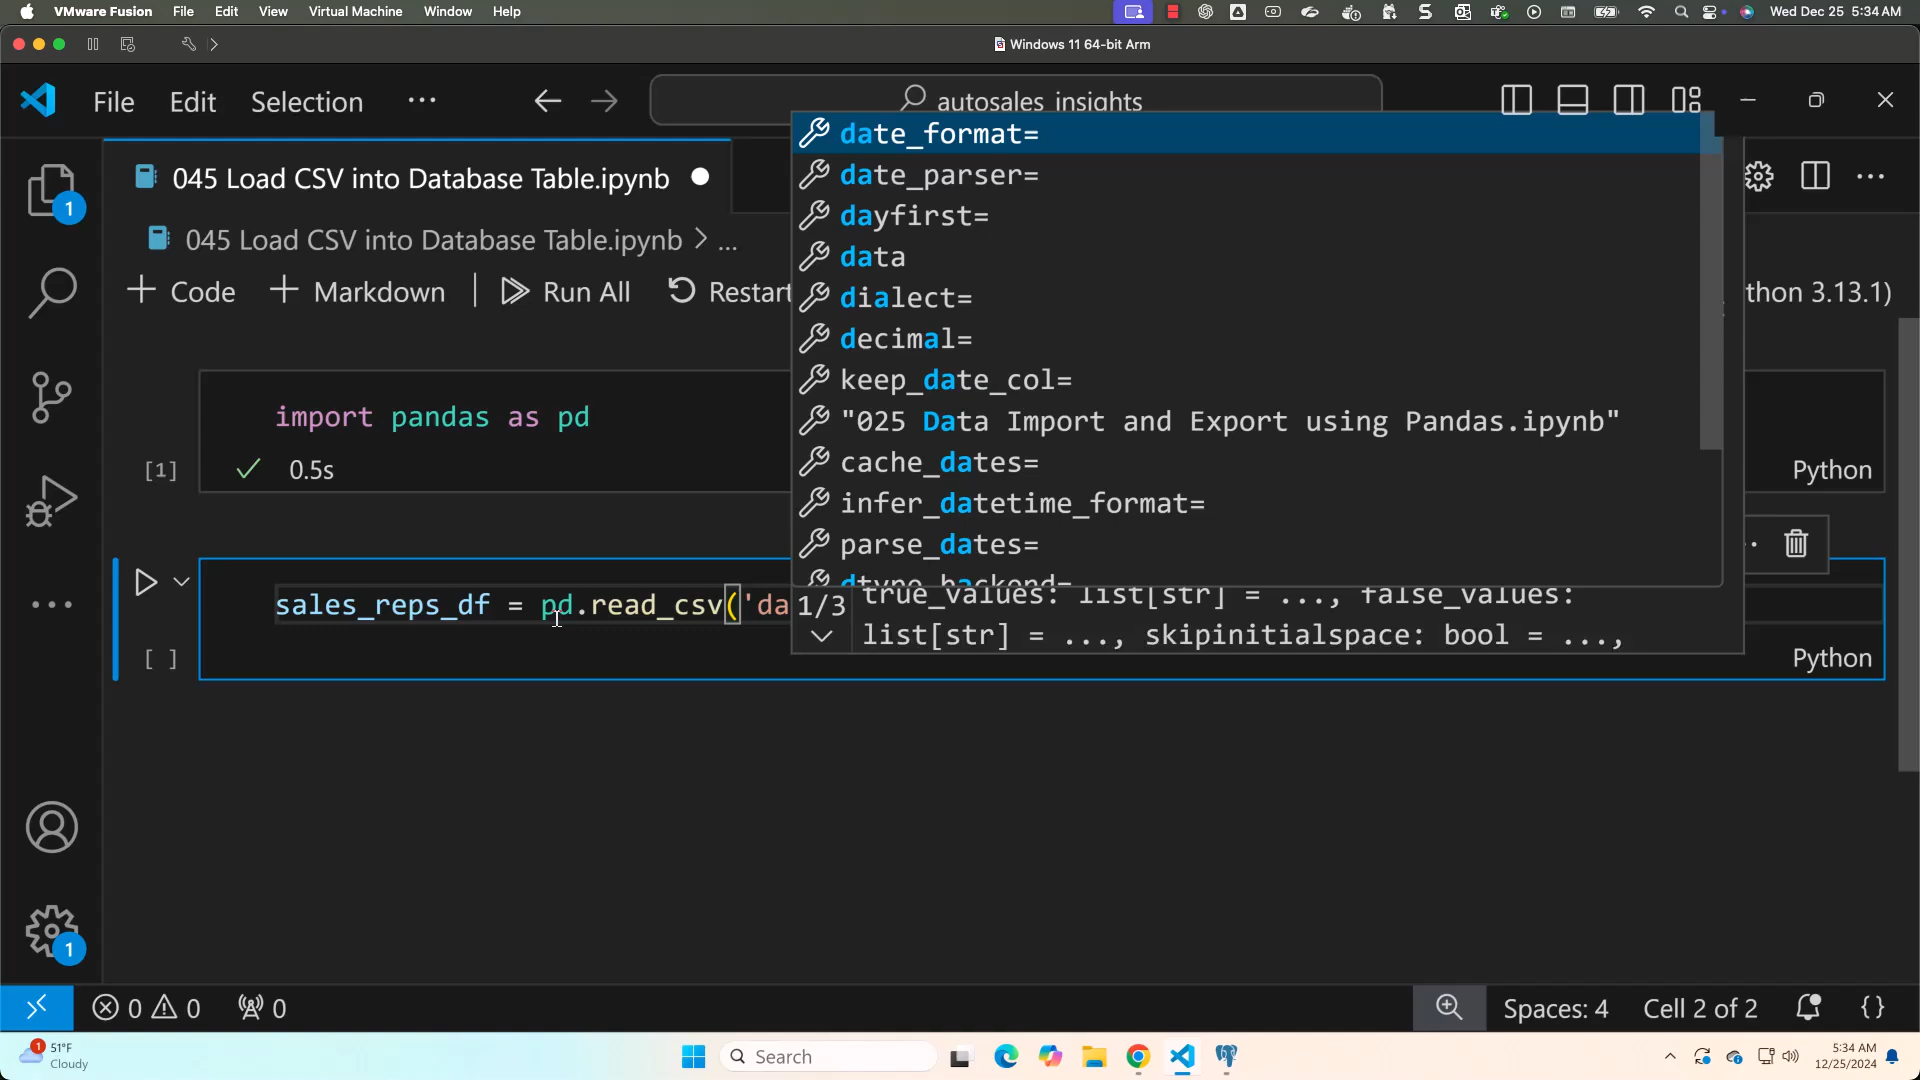 VMware Fusion File Edit View Virtual Machine Window Help
Wed Dec 25 5:34 AM
Windows 11 64-bit Arm
File Edit Selection ...
autosales insights
date_format=
date_parser=
dayfirst=
data
dialect=
decimal=
keep_date_col=
"025 Data Import and Export using Pandas.ipynb"
cache_dates=
infer_datetime_format=
parse_dates=
dtype_backend=
1/3
true_values: list[str] = ..., false_values:
list[str] = ..., skipinitialspace: bool = ...,
045 Load CSV into Database Table.ipynb
045 Load CSV into Database Table.ipynb > ...
+ Code + Markdown Run All Restart
thon 3.13.1)
import pandas as pd
[1] 0.5s
Python
sales_reps_df = pd.read_csv('da
[ ]
Python
1
1
0 0 0
Spaces: 4 Cell 2 of 2 {}
1
51°F
Cloudy
Search
5:34 AM
12/25/2024